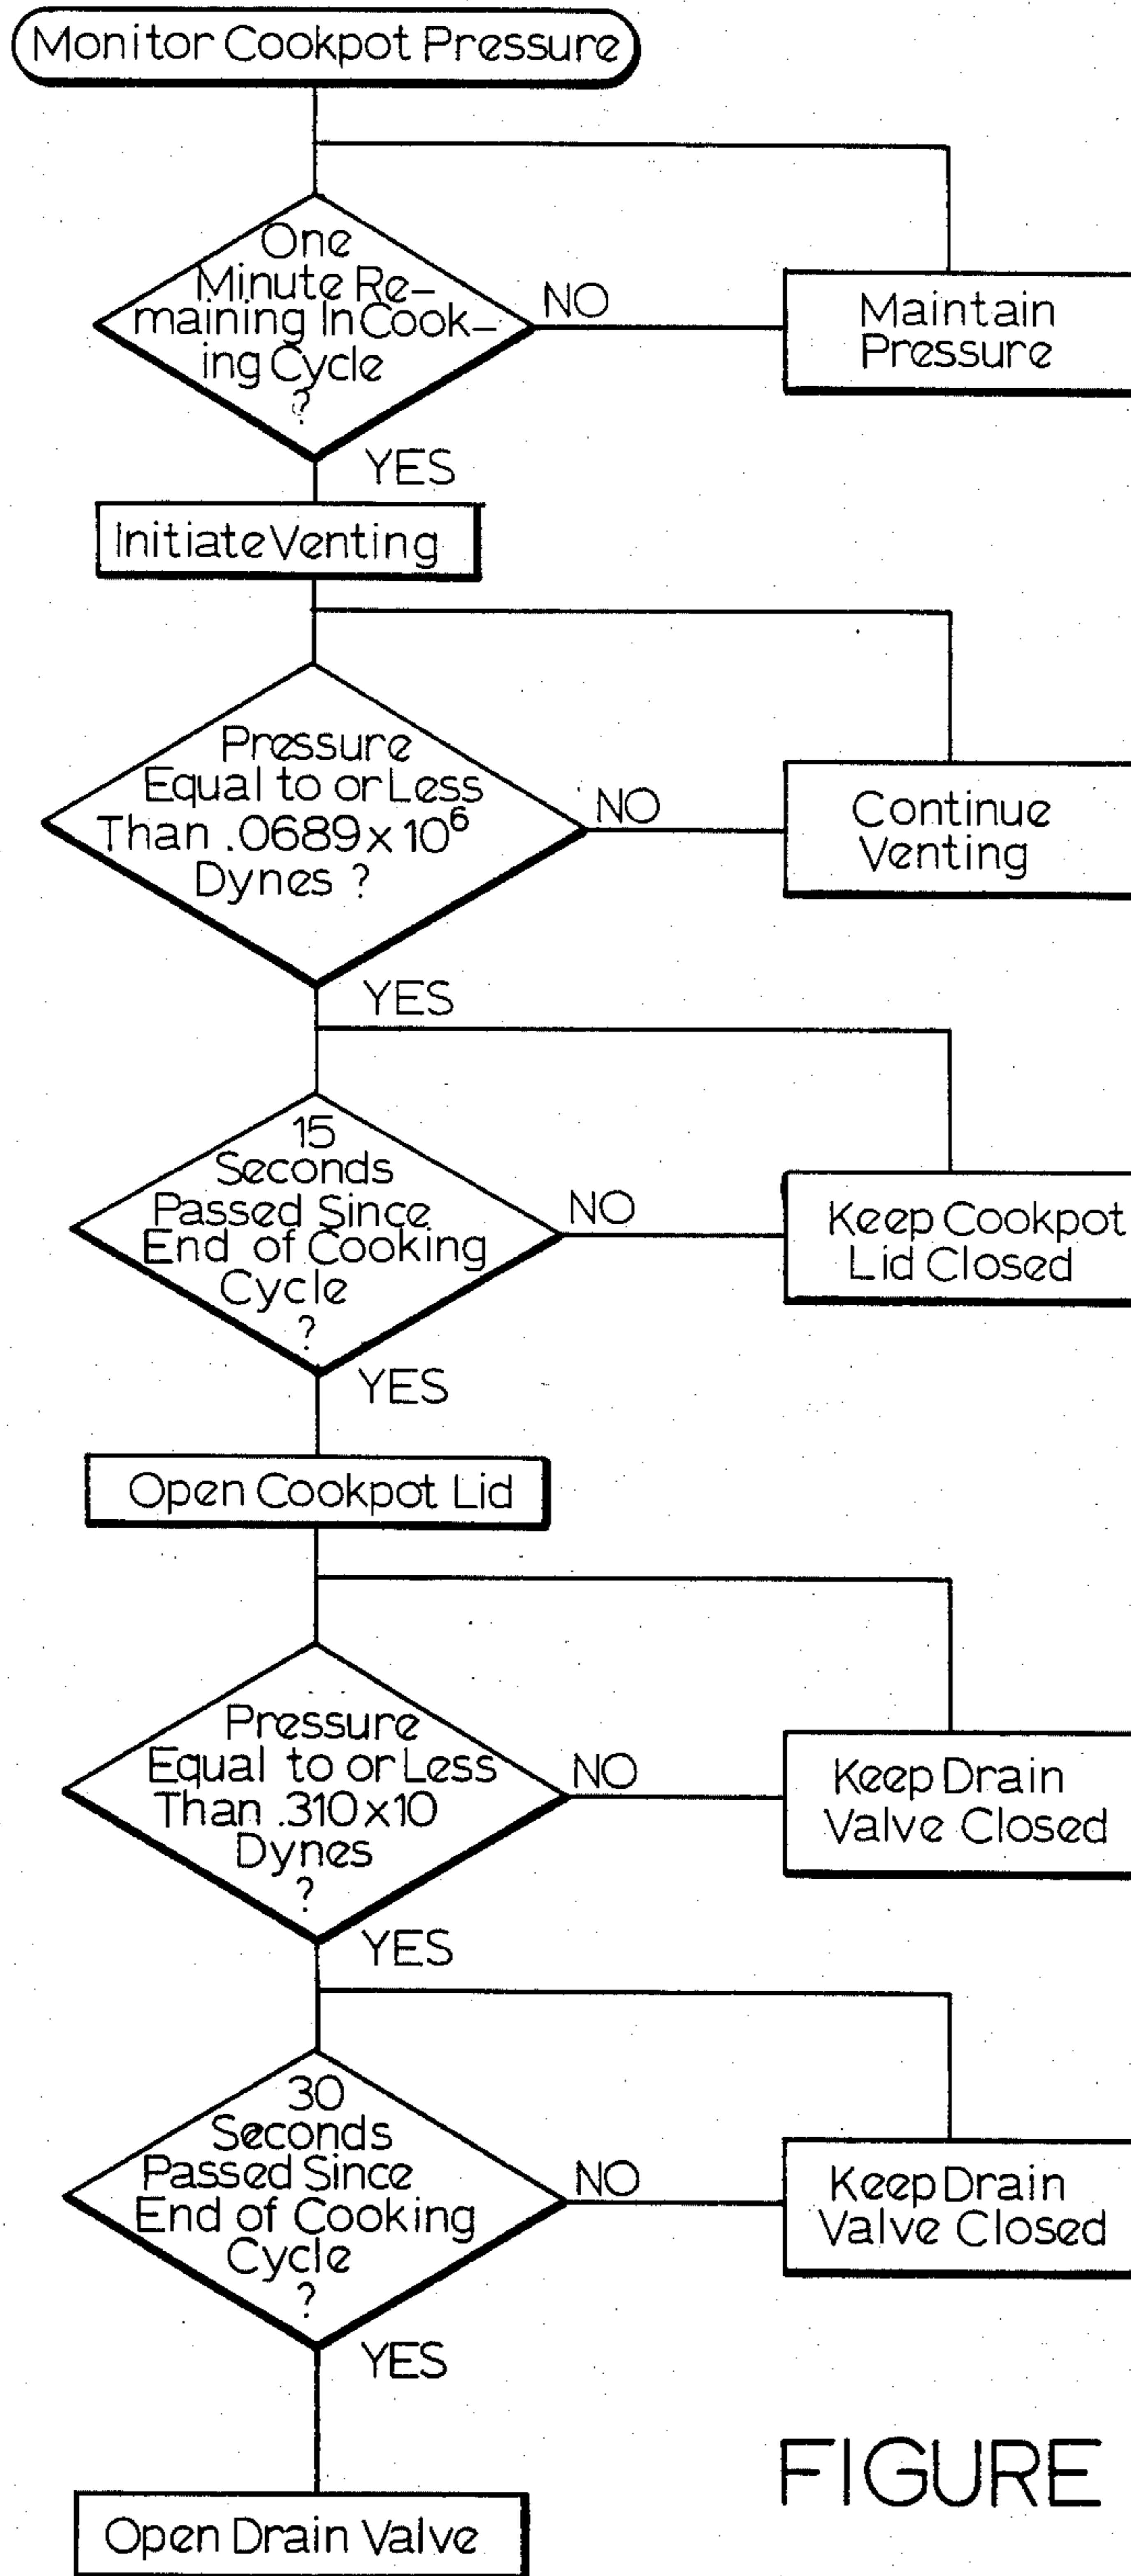 Monitor Cookpot Pressure
One
Minute Re-
maining In Cook-
ing Cycle
?
NO
Maintain
Pressure
YES
Initiate Venting
Pressure
Equal to or Less
Than .0689 x 10⁶
Dynes ?
NO
Continue
Venting
YES
15
Seconds
Passed Since
End of Cooking
Cycle
?
NO
Keep Cookpot
Lid Closed
YES
Open Cookpot Lid
Pressure
Equal to or Less
Than .310x10
Dynes
?
NO
Keep Drain
Valve Closed
YES
30
Seconds
Passed Since
End of Cooking
Cycle
?
NO
Keep Drain
Valve Closed
YES
Open Drain Valve
FIGURE